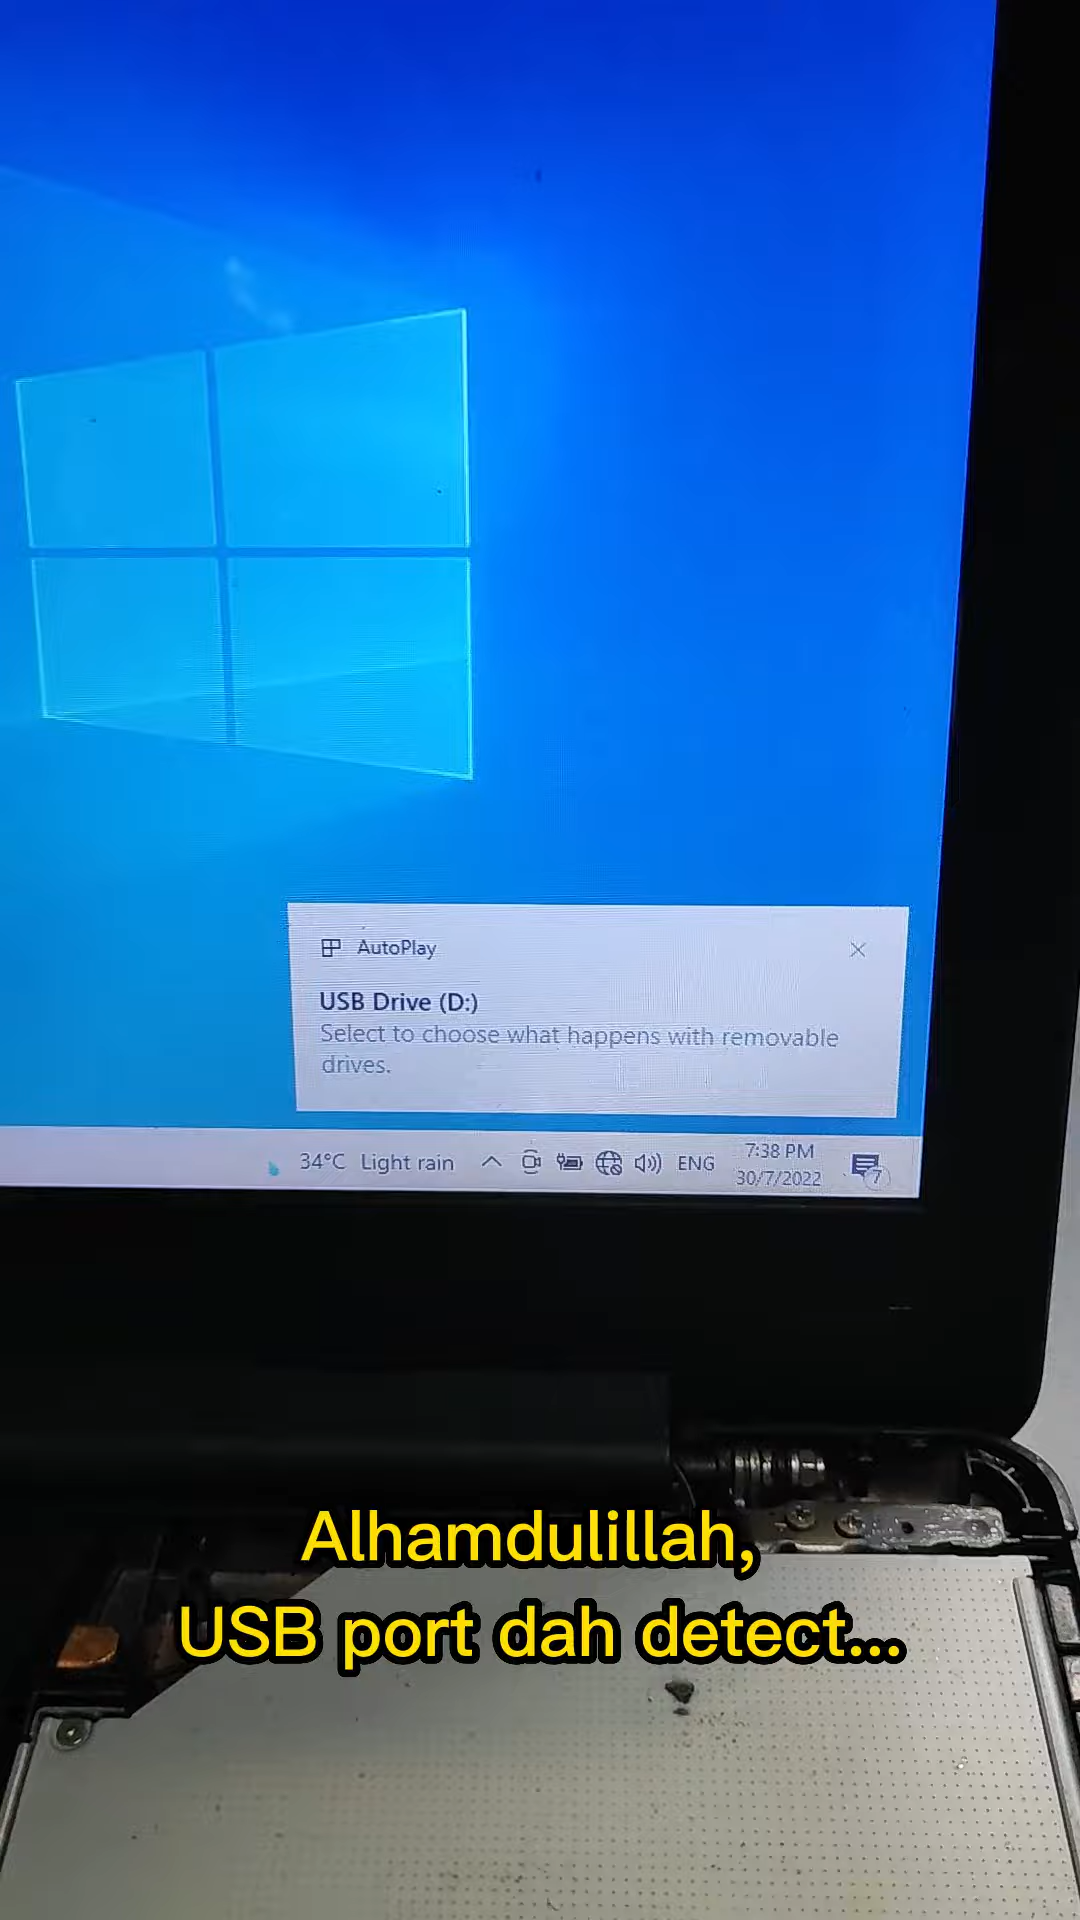 AutoPlay
USB Drive (D:)
Select to choose what happens with removable
drives.
34°C Light rain ENG 7:38 PM
30/7/2022 7
Alhamdulillah,
USB port dah detect...